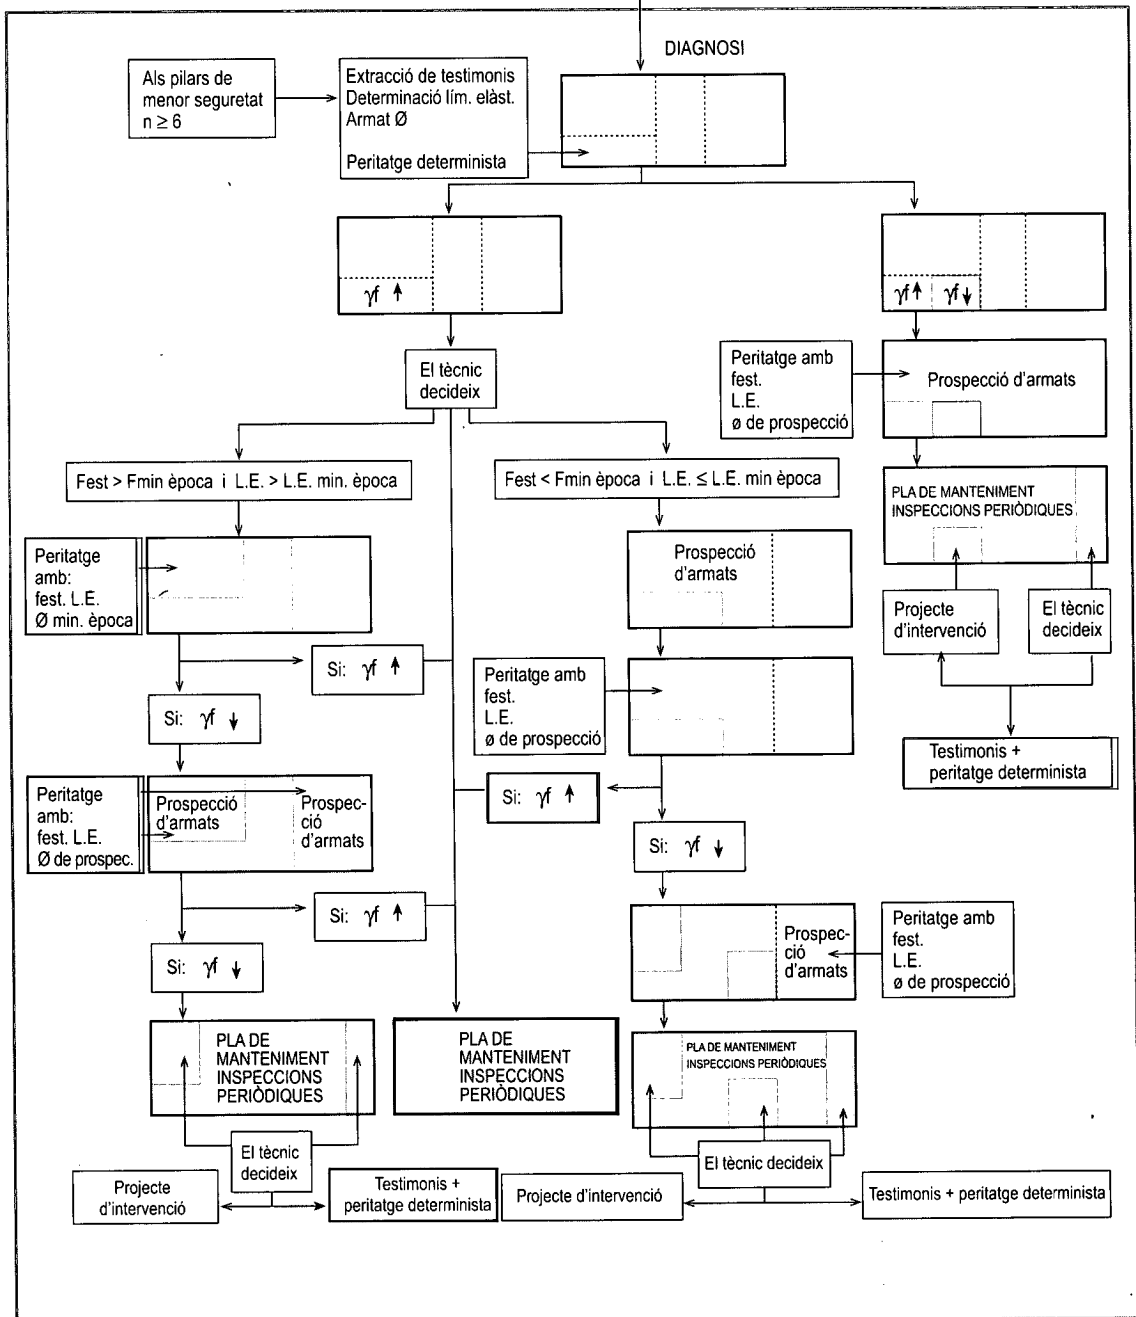 DIAGNOSI
Als pilars de
menor seguretat
n ≥ 6
Extracció de testimonis
Determinació lím. elàst.
Armat Ø
Peritatge determinista
γf ↑
γf ↑ γf ↓
El tècnic
decideix
Peritatge amb
fest.
L.E.
ø de prospecció
Prospecció d'armats
Fest > Fmin època i L.E. > L.E. min. època
Fest < Fmin època i L.E. ≤ L.E. min època
PLA DE MANTENIMENT
INSPECCIONS PERIÒDIQUES
Peritatge
amb:
fest. L.E.
Ø min. època
Prospecció
d'armats
Projecte
d'intervenció
El tècnic
decideix
Si: γf ↑
Peritatge amb
fest.
L.E.
ø de prospecció
Si: γf ↓
Testimonis +
peritatge determinista
Peritatge
amb:
fest. L.E.
Ø de prospec.
Prospecció
d'armats
Prospec-
ció
d'armats
Si: γf ↑
Si: γf ↓
Si: γf ↑
Prospec-
ció
d'armats
Peritatge amb
fest.
L.E.
ø de prospecció
Si: γf ↓
PLA DE
MANTENIMENT
INSPECCIONS
PERIÒDIQUES
PLA DE
MANTENIMENT
INSPECCIONS
PERIÒDIQUES
PLA DE MANTENIMENT
INSPECCIONS PERIÒDIQUES
El tècnic
decideix
El tècnic decideix
Projecte
d'intervenció
Testimonis +
peritatge determinista
Projecte d'intervenció
Testimonis + peritatge determinista